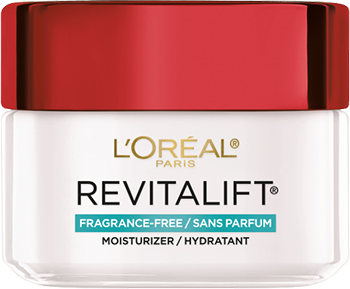 L'ORÉAL®
PARIS
REVITALIFT®
FRAGRANCE-FREE / SANS PARFUM
MOISTURIZER / HYDRATANT